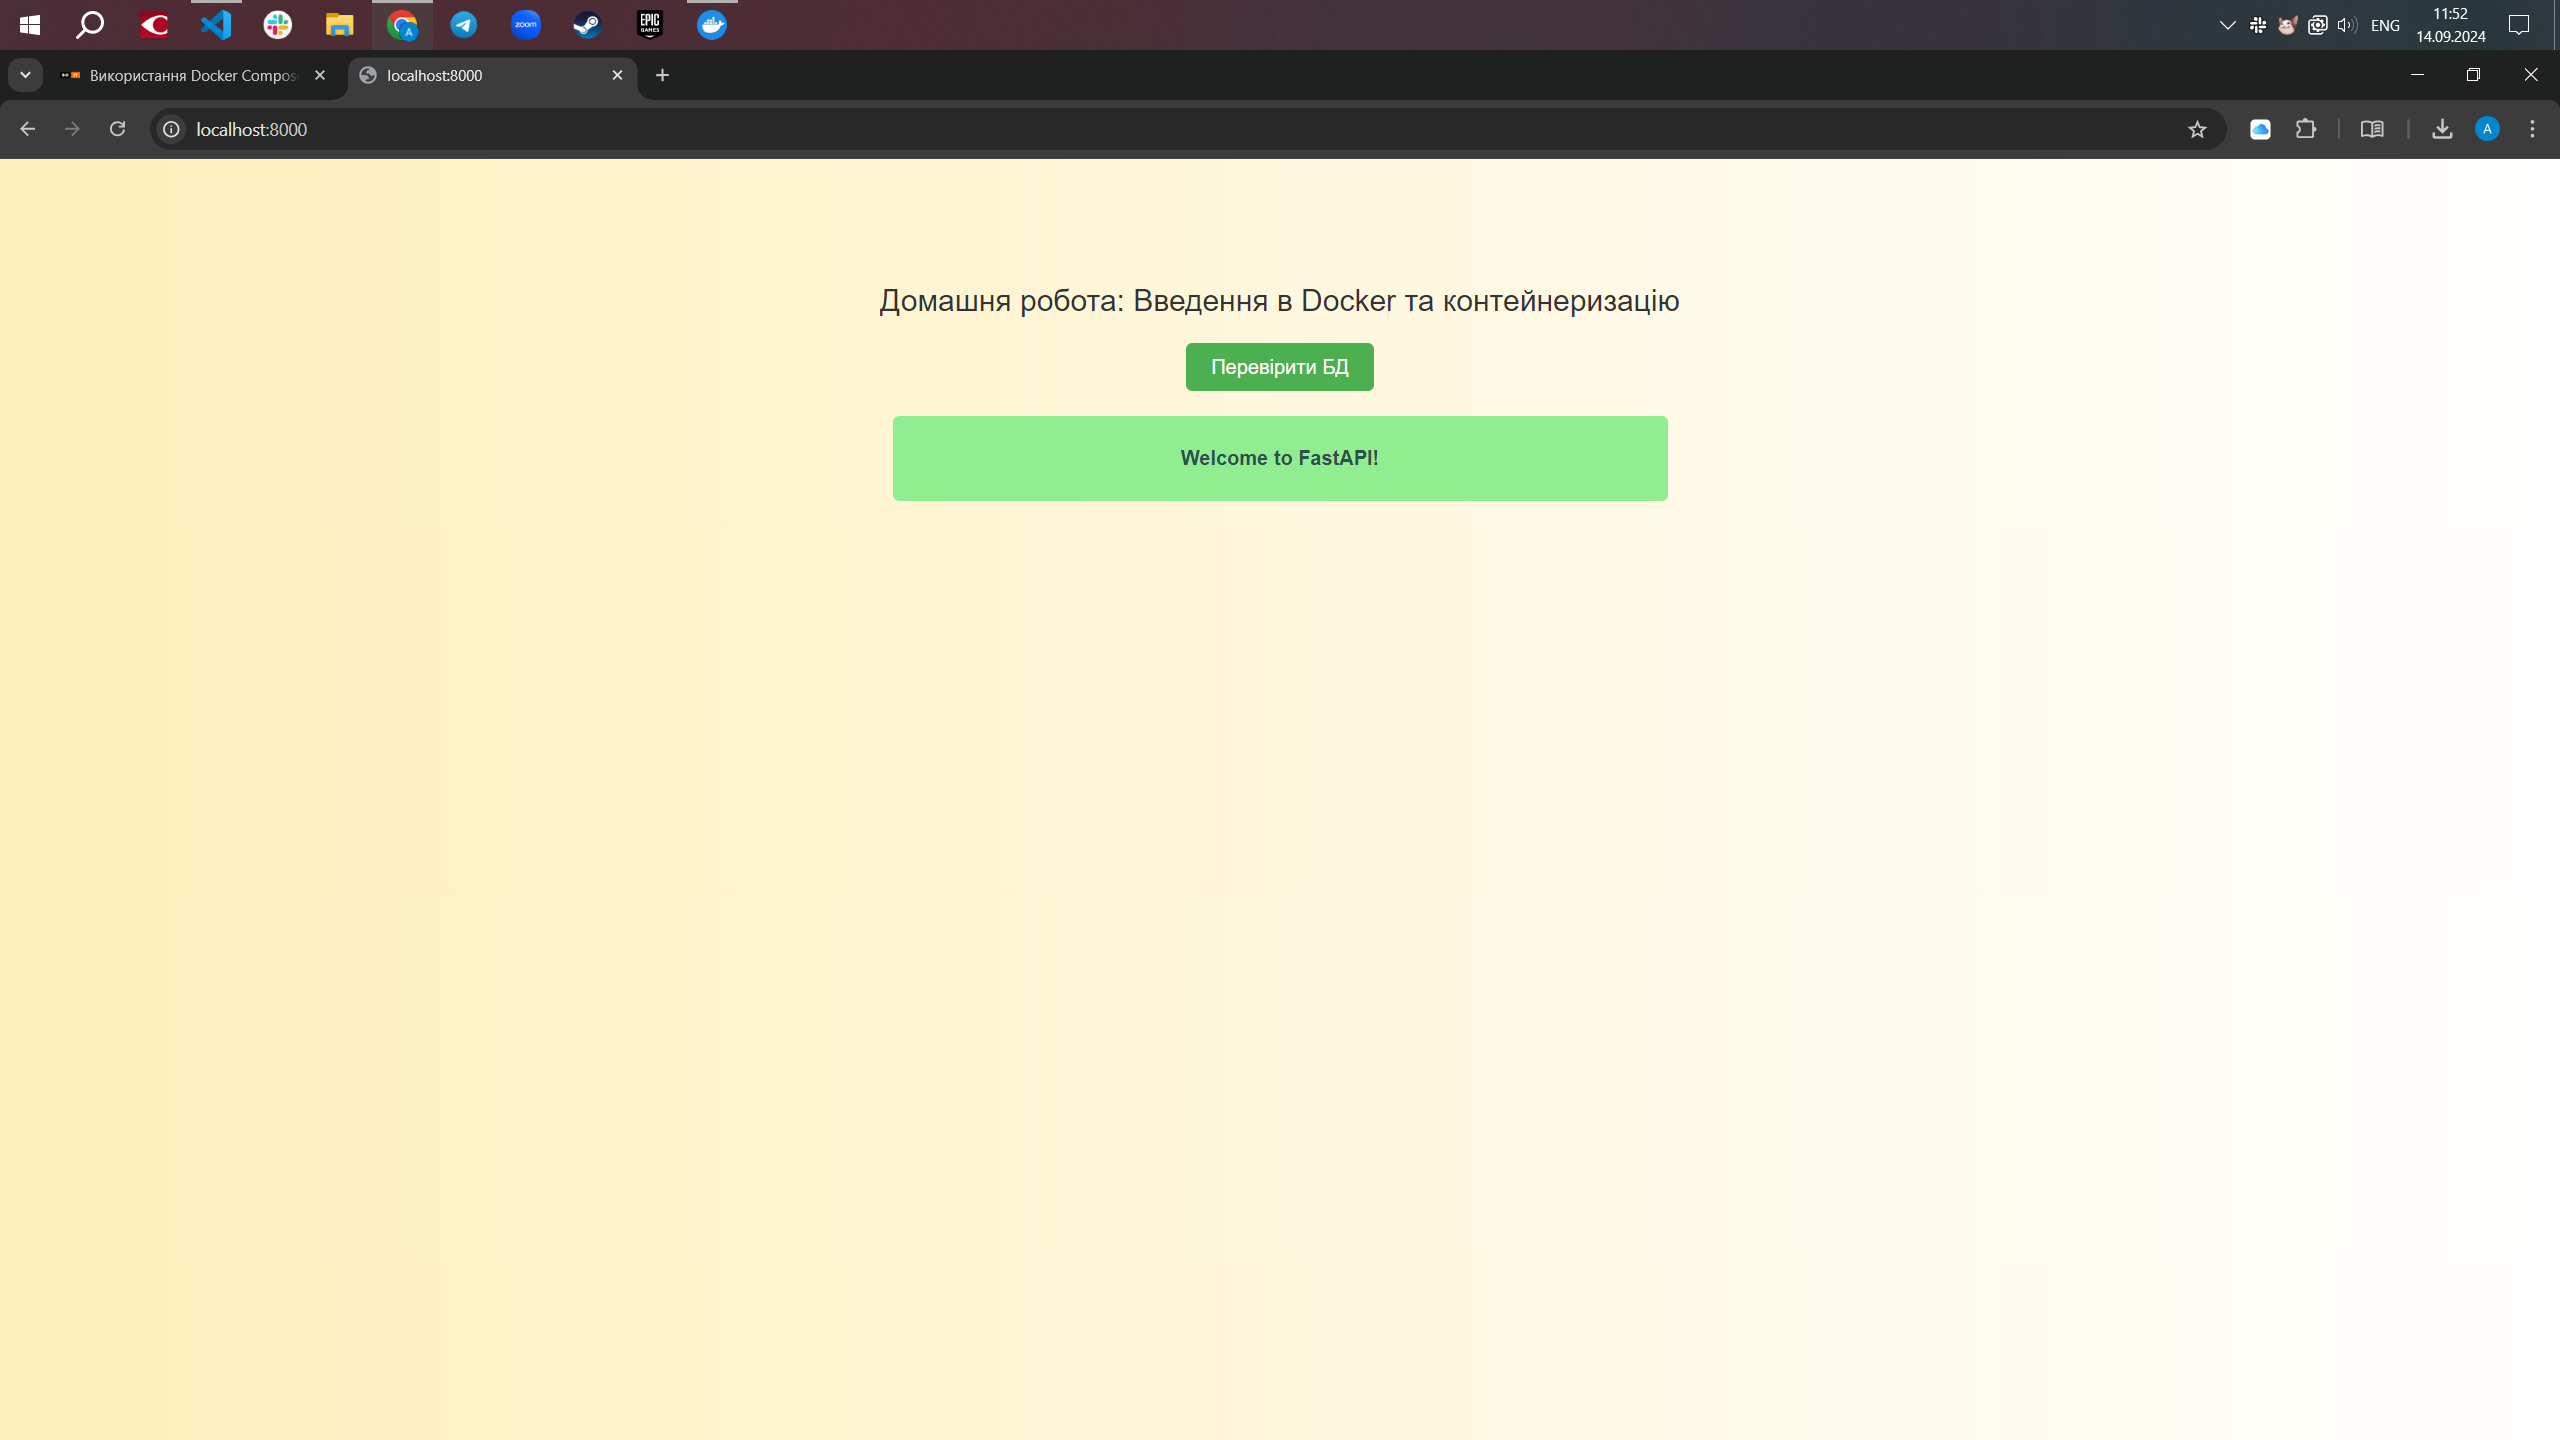 zoom
EPIC
GAMES
ENG
11:52
14.09.2024
Використання Docker Compos
localhost:8000
localhost:8000
A
Домашня робота: Введення в Docker та контейнеризацію
Перевірити БД
Welcome to FastAPI!